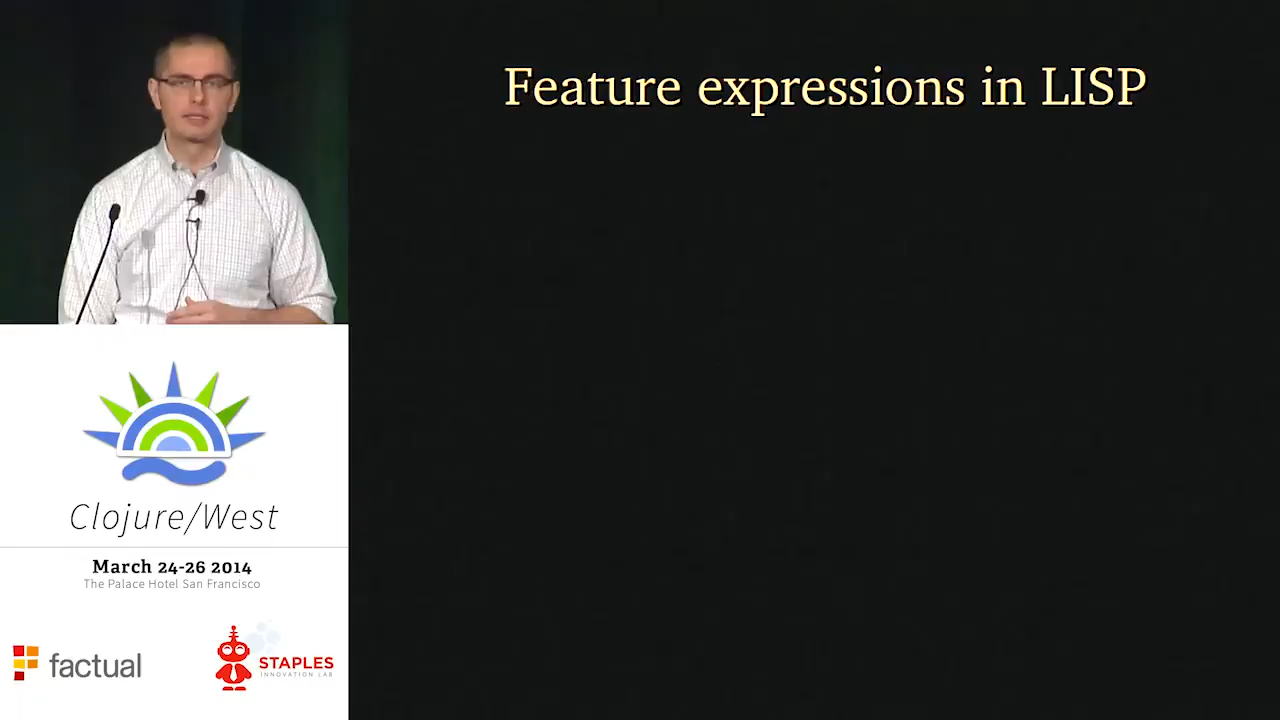 Feature expressions in LISP
Clojure/West
March 24-26 2014
The Palace Hotel San Francisco
factual
STAPLES
INNOVATION LAB